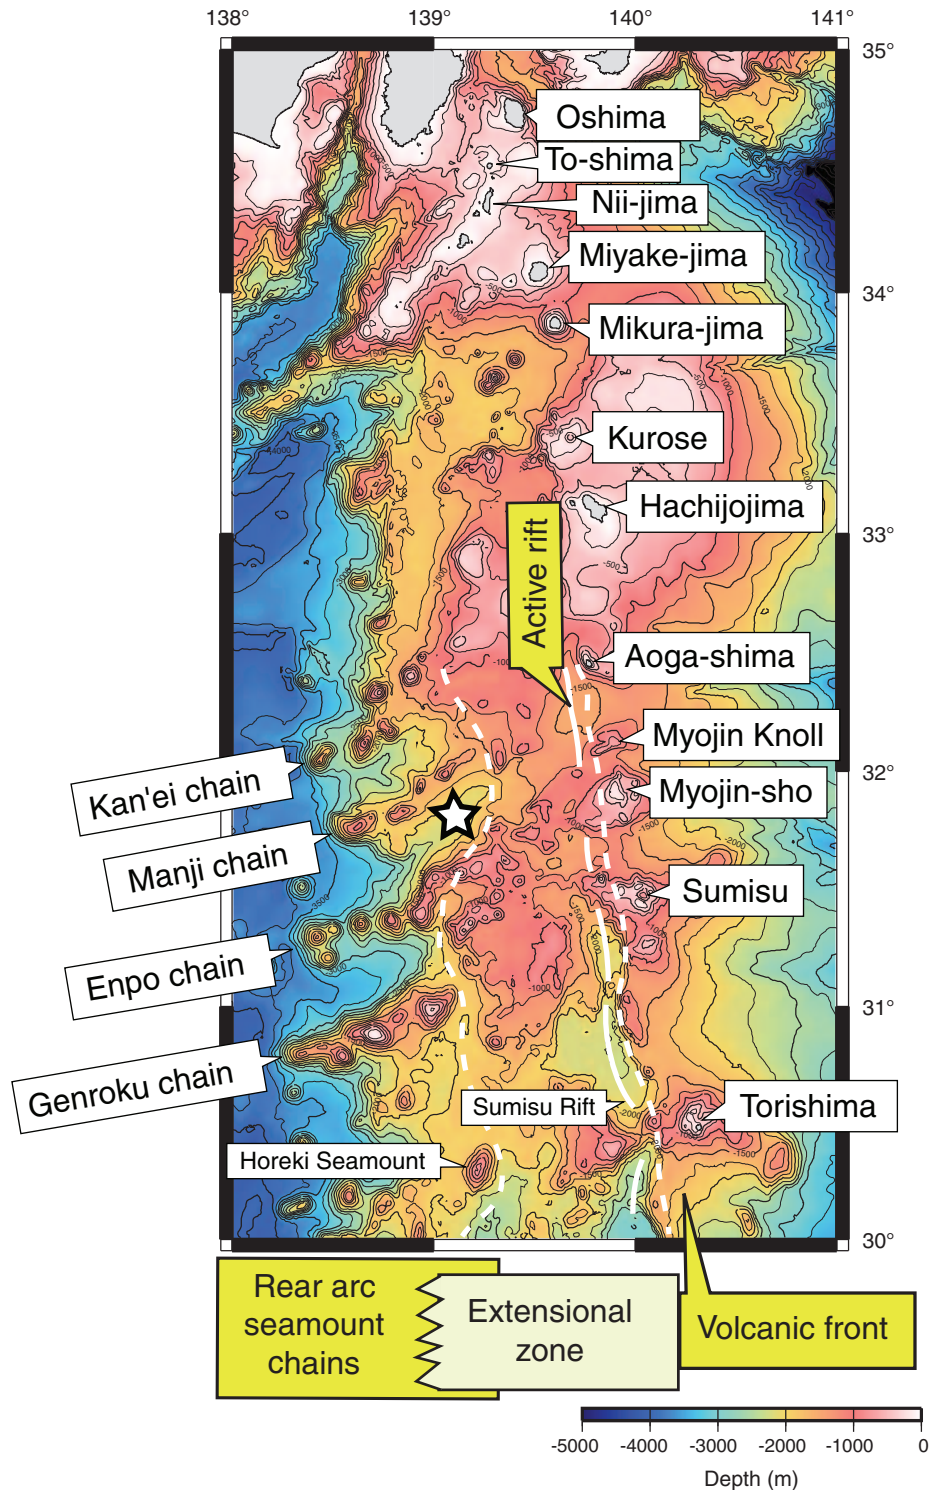 138°
139°
140°
141°
35°
Oshima
To-shima
Nii-jima
Miyake-jima
34°
Mikura-jima
Kurose
Hachijojima
33°
Active rift
Aoga-shima
Myojin Knoll
32°
Myojin-sho
Kan'ei chain
Manji chain
Sumisu
Enpo chain
31°
Genroku chain
Sumisu Rift
Torishima
Horeki Seamount
30°
Rear arc
seamount
chains
Extensional
zone
Volcanic front
-5000 -4000 -3000 -2000 -1000 0
Depth (m)